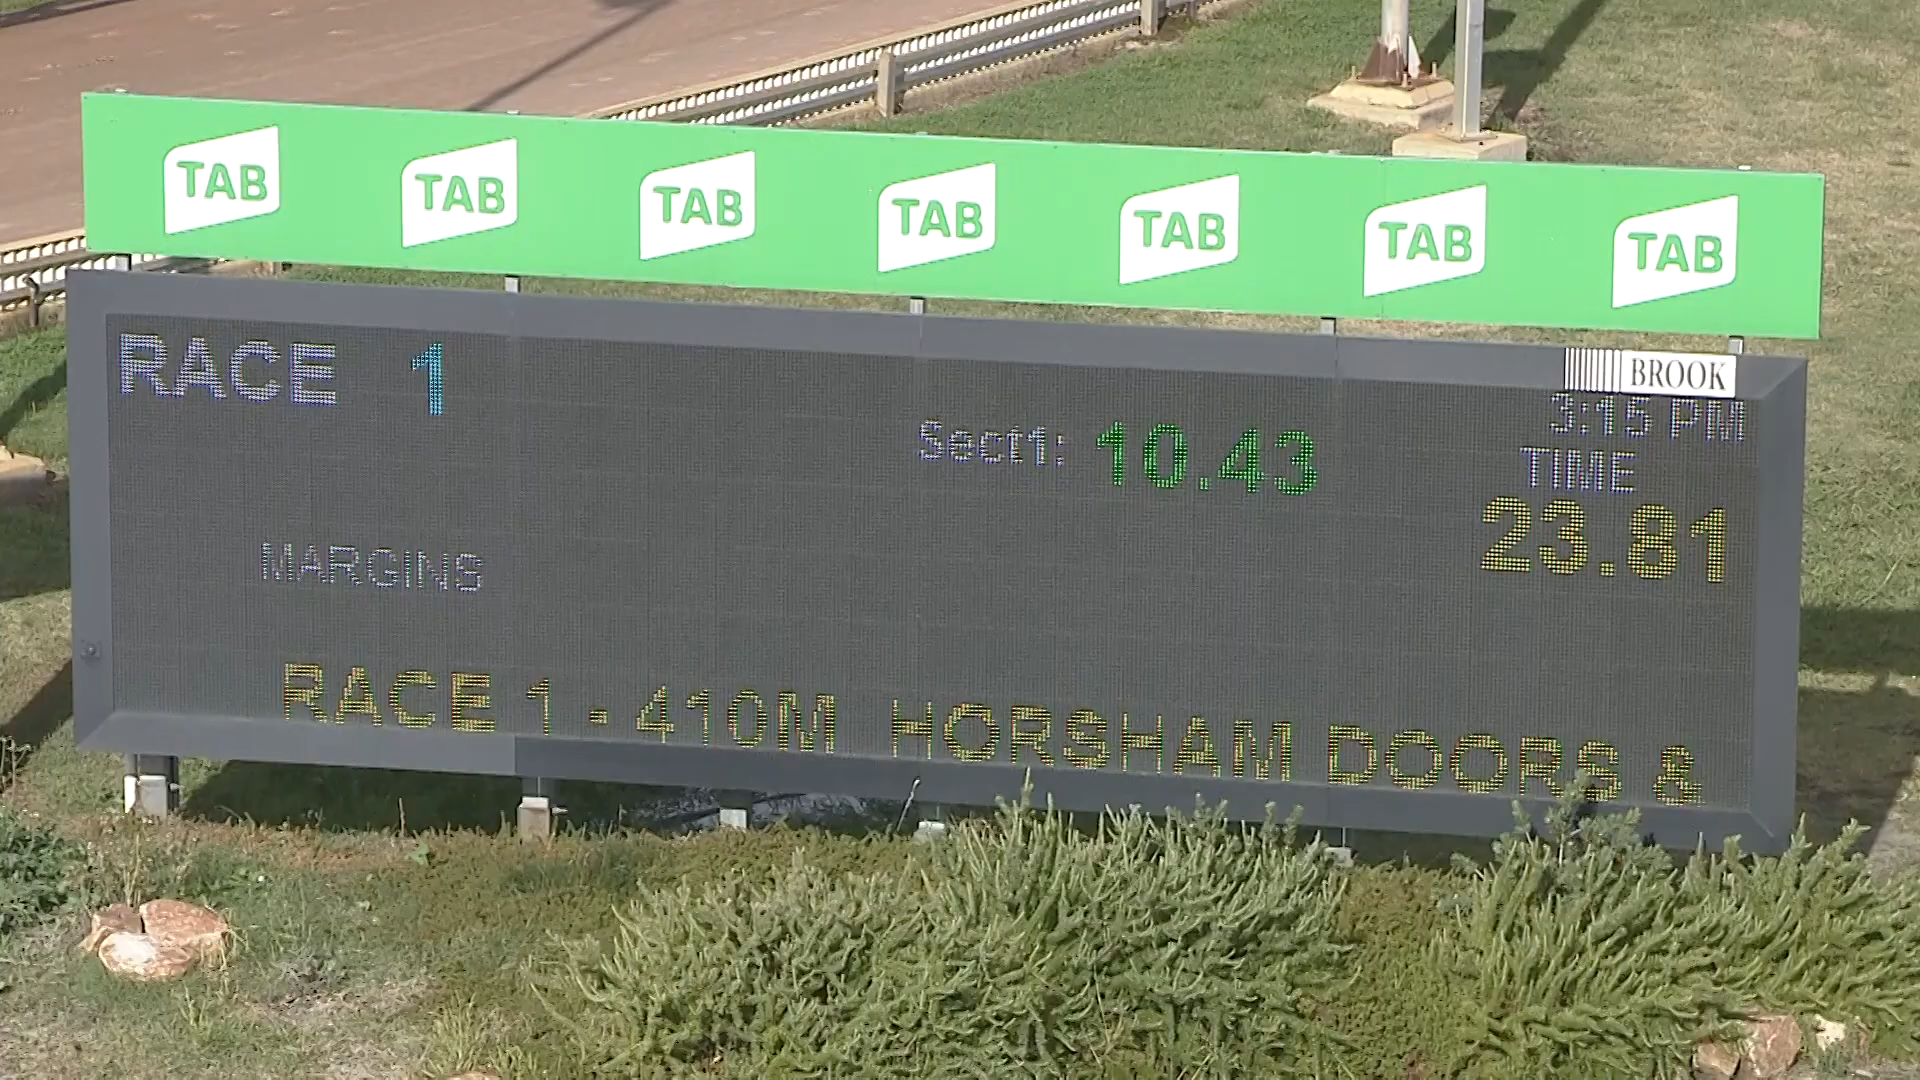 TAB TAB TAB TAB TAB TAB TAB
BROOK
RACE 1
3:15 PM
Sect1: 10.43
TIME
23.81
MARGINS
RACE 1 - 410M HORSHAM DOORS &